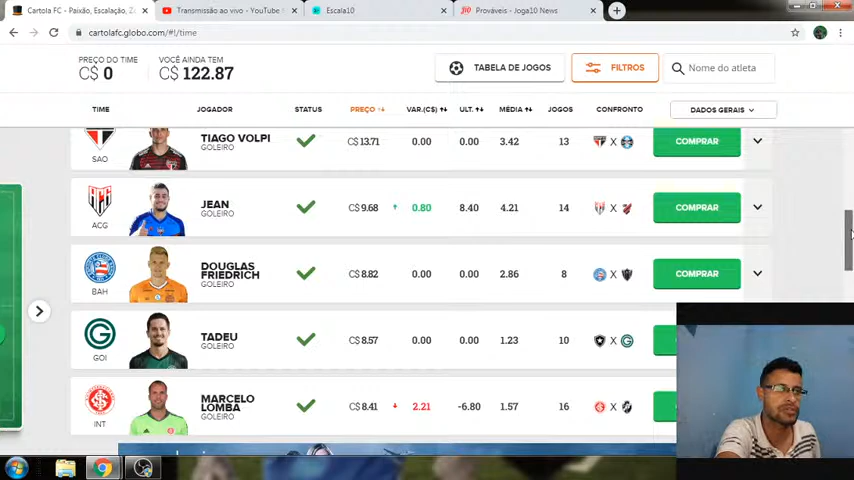 Cartola FC - Paixão, Escalação, Z
Transmissão ao vivo - YouTube
Escala10
J10 Prováveis - Joga10 News
cartolafc.globo.com/#!/time
PREÇO DO TIME
C$ 0
VOCÊ AINDA TEM
C$ 122.87
TABELA DE JOGOS
FILTROS
Nome do atleta
TIME JOGADOR STATUS PREÇO VAR.(C$) ULT. MÉDIA JOGOS CONFRONTO DADOS GERAIS
SAO TIAGO VOLPI GOLEIRO C$ 13.71 0.00 0.00 3.42 13 X COMPRAR
ACG JEAN GOLEIRO C$ 9.68 0.80 8.40 4.21 14 X COMPRAR
BAH DOUGLAS FRIEDRICH GOLEIRO C$ 8.82 0.00 0.00 2.86 8 X COMPRAR
GOI TADEU GOLEIRO C$ 8.57 0.00 0.00 1.23 10 X
INT MARCELO LOMBA GOLEIRO C$ 8.41 2.21 -6.80 1.57 16 X